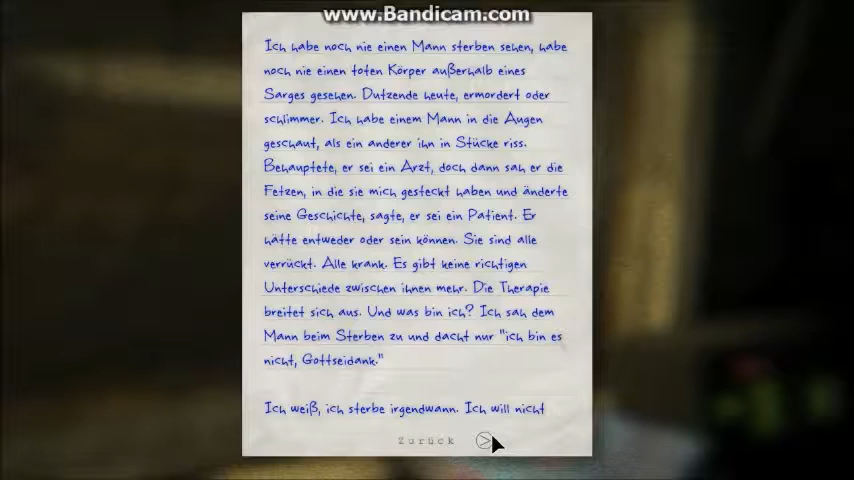 www.Bandicam.com
Ich habe noch nie einen Mann sterben sehen, habe
noch nie einen toten Körper außerhalb eines
Sarges gesehen. Dutzende heute, ermordert oder
schlimmer. Ich habe einem Mann in die Augen
geschaut, als ein anderer ihn in Stücke riss.
Behauptete, er sei ein Arzt, doch dann sah er die
Fetzen, in die sie mich gesteckt haben und änderte
seine Geschichte, sagte, er sei ein Patient. Er
hätte entweder oder sein können. Sie sind alle
verrückt. Alle krank. Es gibt keine richtigen
Unterschiede zwischen ihnen mehr. Die Therapie
breitet sich aus. Und was bin ich? Ich sah dem
Mann beim Sterben zu und dacht nur "ich bin es
nicht, Gottseidank."
Ich weiß, ich sterbe irgendwann. Ich will nicht
Zurück >